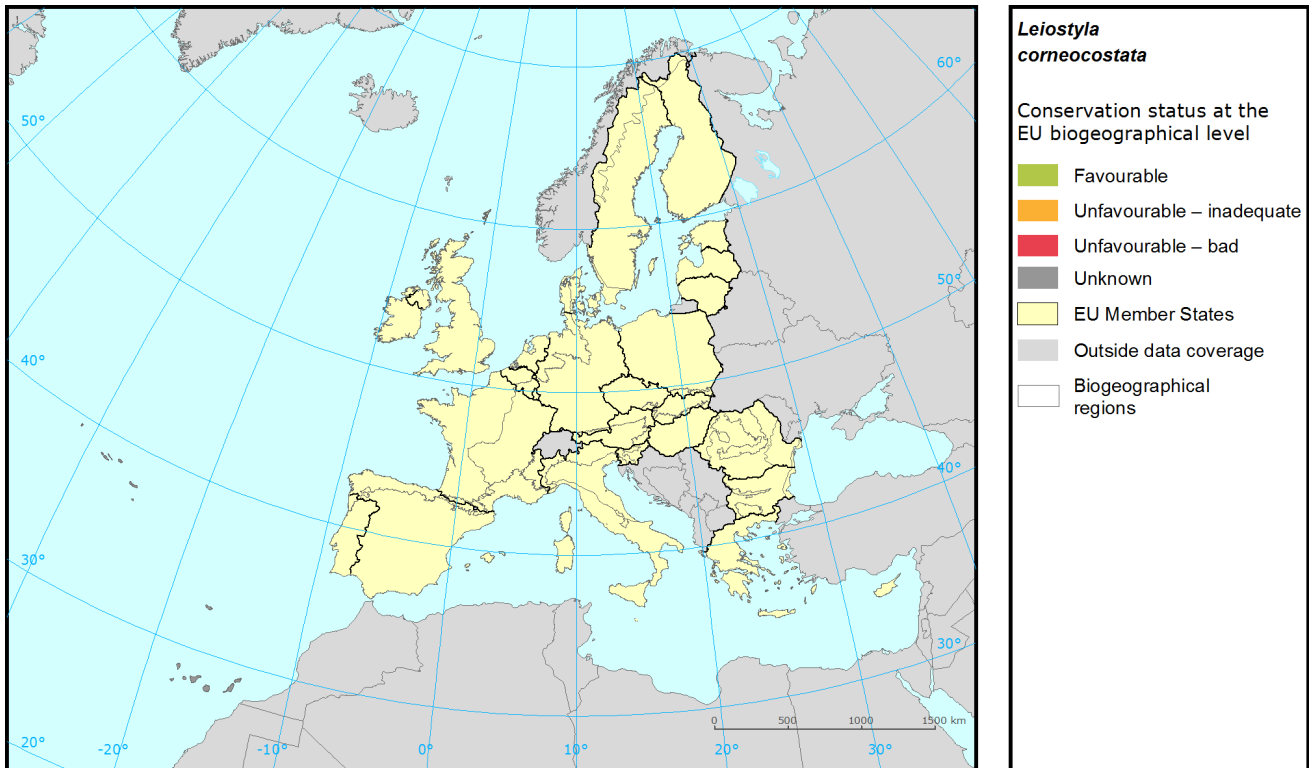 Leiostyla
corneocostata
Conservation status at the
EU biogeographical level
Favourable
Unfavourable – inadequate
Unfavourable – bad
Unknown
EU Member States
Outside data coverage
Biogeographical
regions
60°
50°
50°
40°
40°
30°
30°
0 500 1000 1500 km
20° -20° -10° 0° 10° 20° 30°